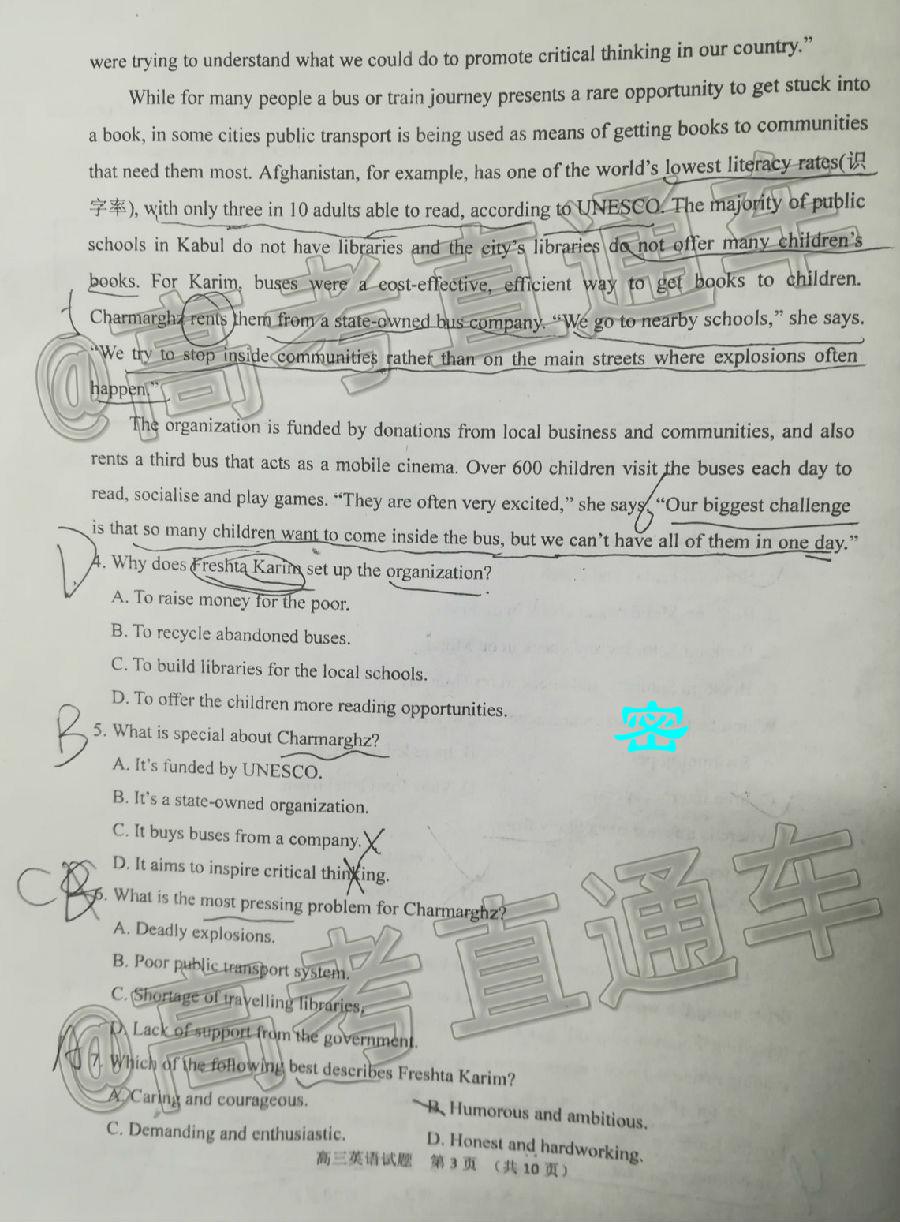 were trying to understand what we could do to promote critical thinking in our country.”
While for many people a bus or train journey presents a rare opportunity to get stuck into
a book, in some cities public transport is being used as means of getting books to communities
that need them most. Afghanistan, for example, has one of the world’s lowest literacy rates(识
字率), with only three in 10 adults able to read, according to UNESCO. The majority of public
schools in Kabul do not have libraries and the city’s libraries do not offer many children’s
books. For Karim, buses were a cost-effective, efficient way to get books to children.
Charmarghz rents them from a state-owned bus company. “We go to nearby schools,” she says.
“We try to stop inside communities rather than on the main streets where explosions often
happen.”
The organization is funded by donations from local business and communities, and also
rents a third bus that acts as a mobile cinema. Over 600 children visit the buses each day to
read, socialise and play games. “They are often very excited,” she says. “Our biggest challenge
is that so many children want to come inside the bus, but we can’t have all of them in one day.”
D
4. Why does Freshta Karim set up the organization?
A. To raise money for the poor.
B. To recycle abandoned buses.
C. To build libraries for the local schools.
D. To offer the children more reading opportunities.
密
B
5. What is special about Charmarghz?
A. It’s funded by UNESCO.
B. It’s a state-owned organization.
C. It buys buses from a company.
D. It aims to inspire critical thinking.
C
6. What is the most pressing problem for Charmarghz?
A. Deadly explosions.
B. Poor public transport system.
C. Shortage of travelling libraries.
D. Lack of support from the government.
A
7. Which of the following best describes Freshta Karim?
A. Caring and courageous. B. Humorous and ambitious.
C. Demanding and enthusiastic. D. Honest and hardworking.
高三英语试题 第 3 页 （共 10 页）
@高考直通车
@高考直通车